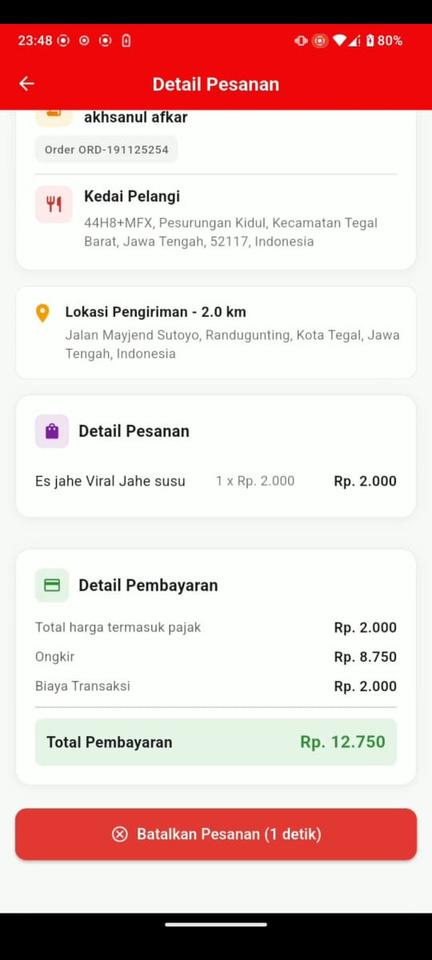 23:48
80%
Detail Pesanan
akhsanul afkar
Order ORD-191125254
Kedai Pelangi
44H8+MFX, Pesurungan Kidul, Kecamatan Tegal
Barat, Jawa Tengah, 52117, Indonesia
Lokasi Pengiriman - 2.0 km
Jalan Mayjend Sutoyo, Randugunting, Kota Tegal, Jawa
Tengah, Indonesia
Detail Pesanan
Es jahe Viral Jahe susu 1 x Rp. 2.000 Rp. 2.000
Detail Pembayaran
Total harga termasuk pajak Rp. 2.000
Ongkir Rp. 8.750
Biaya Transaksi Rp. 2.000
Total Pembayaran Rp. 12.750
Batalkan Pesanan (1 detik)